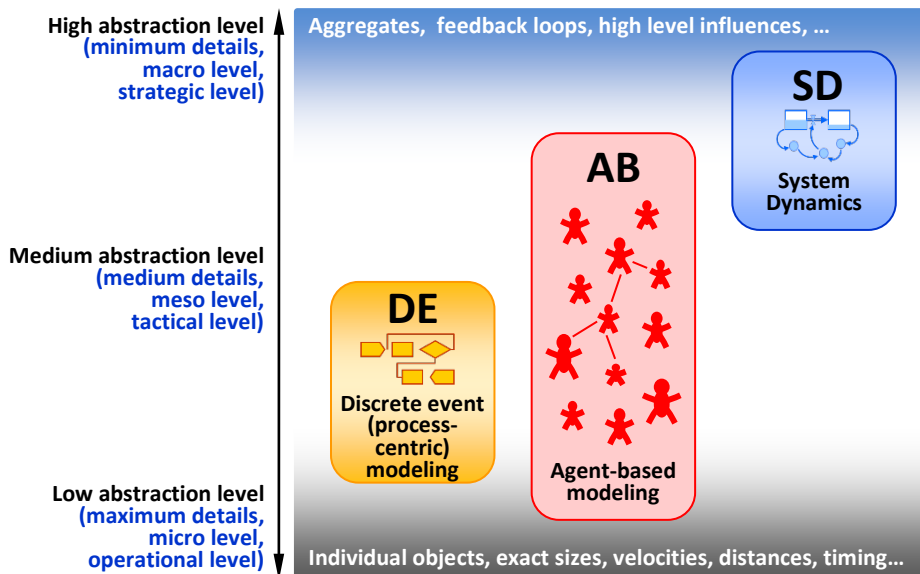 High abstraction level
(minimum details,
macro level,
strategic level)
Aggregates, feedback loops, high level influences, ...
SD
System
Dynamics
AB
Medium abstraction level
(medium details,
meso level,
tactical level)
DE
Discrete event
(process-
centric)
modeling
Agent-based
modeling
Low abstraction level
(maximum details,
micro level,
operational level)
Individual objects, exact sizes, velocities, distances, timing...